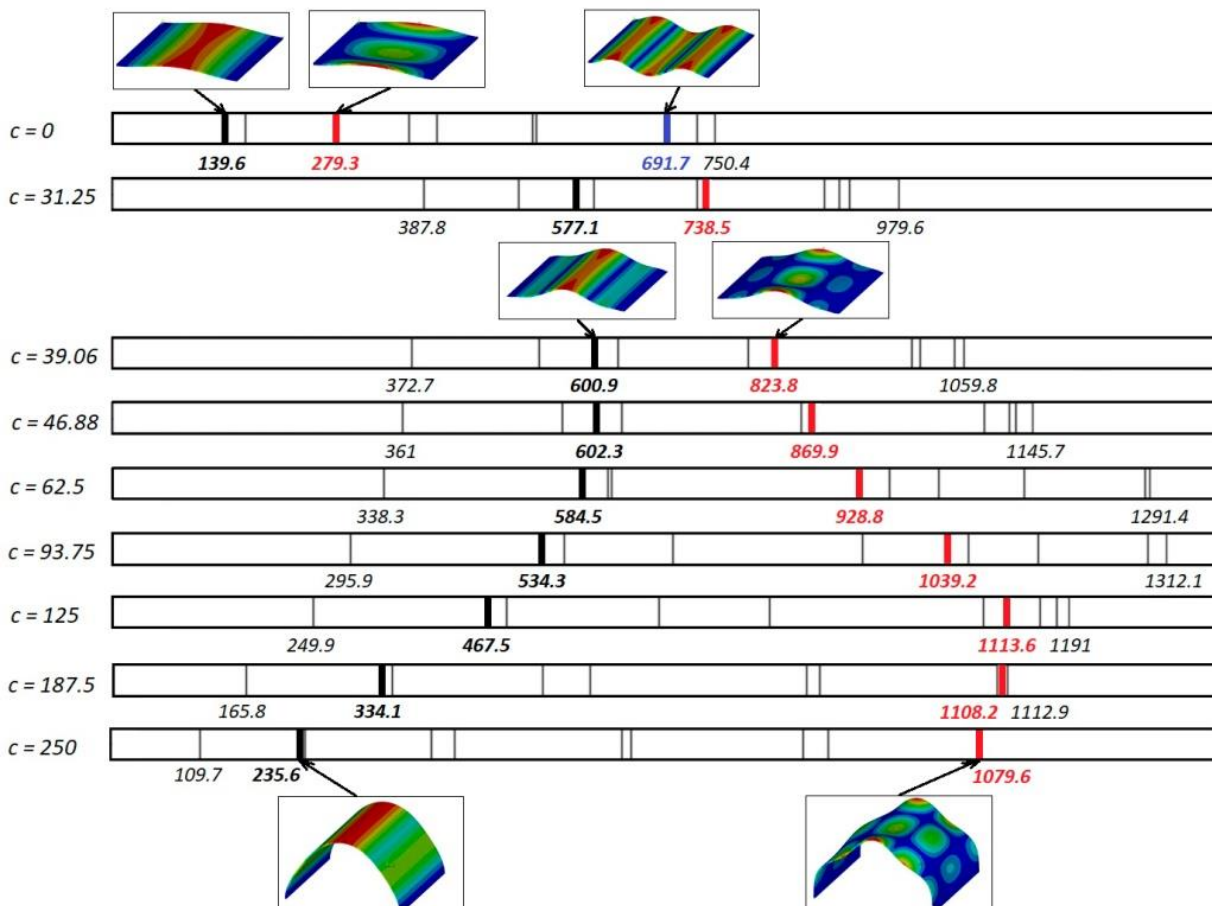 c = 0
139.6 279.3 691.7 750.4
c = 31.25
387.8 577.1 738.5 979.6
c = 39.06
372.7 600.9 823.8 1059.8
c = 46.88
361 602.3 869.9 1145.7
c = 62.5
338.3 584.5 928.8 1291.4
c = 93.75
295.9 534.3 1039.2 1312.1
c = 125
249.9 467.5 1113.6 1191
c = 187.5
165.8 334.1 1108.2 1112.9
c = 250
109.7 235.6 1079.6